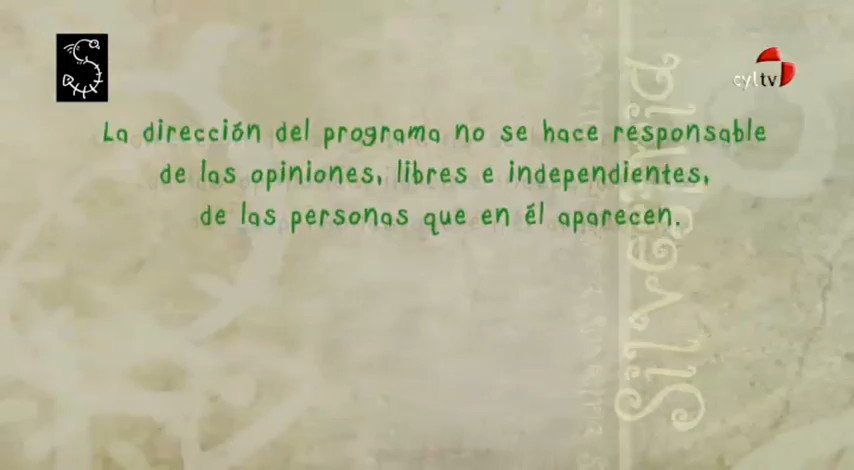 cyltv
La dirección del programa no se hace responsable
de las opiniones, libres e independientes,
de las personas que en él aparecen.
Silvestria